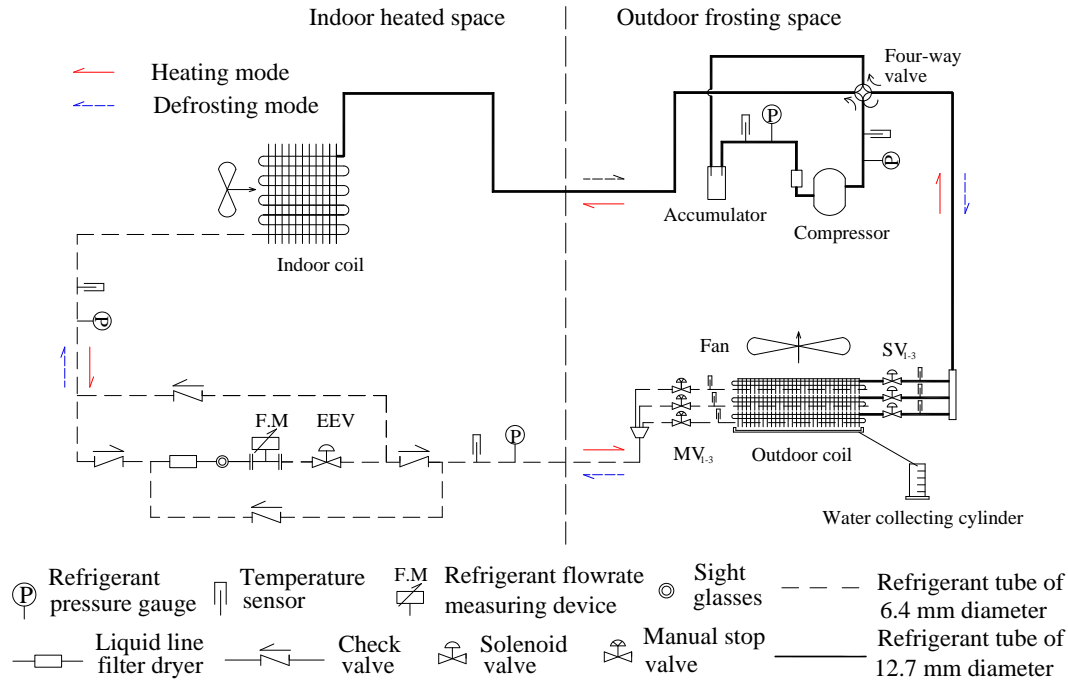 Indoor heated space
Outdoor frosting space
Heating mode
Defrosting mode
Four-way
valve
P
P
Accumulator
Compressor
Indoor coil
P
Fan
SV1-3
F.M
EEV
P
MV1-3
Outdoor coil
Water collecting cylinder
P
Refrigerant
pressure gauge
Temperature
sensor
F.M
Refrigerant flowrate
measuring device
Sight
glasses
Refrigerant tube of
6.4 mm diameter
Liquid line
filter dryer
Check
valve
Solenoid
valve
Manual stop
valve
Refrigerant tube of
12.7 mm diameter